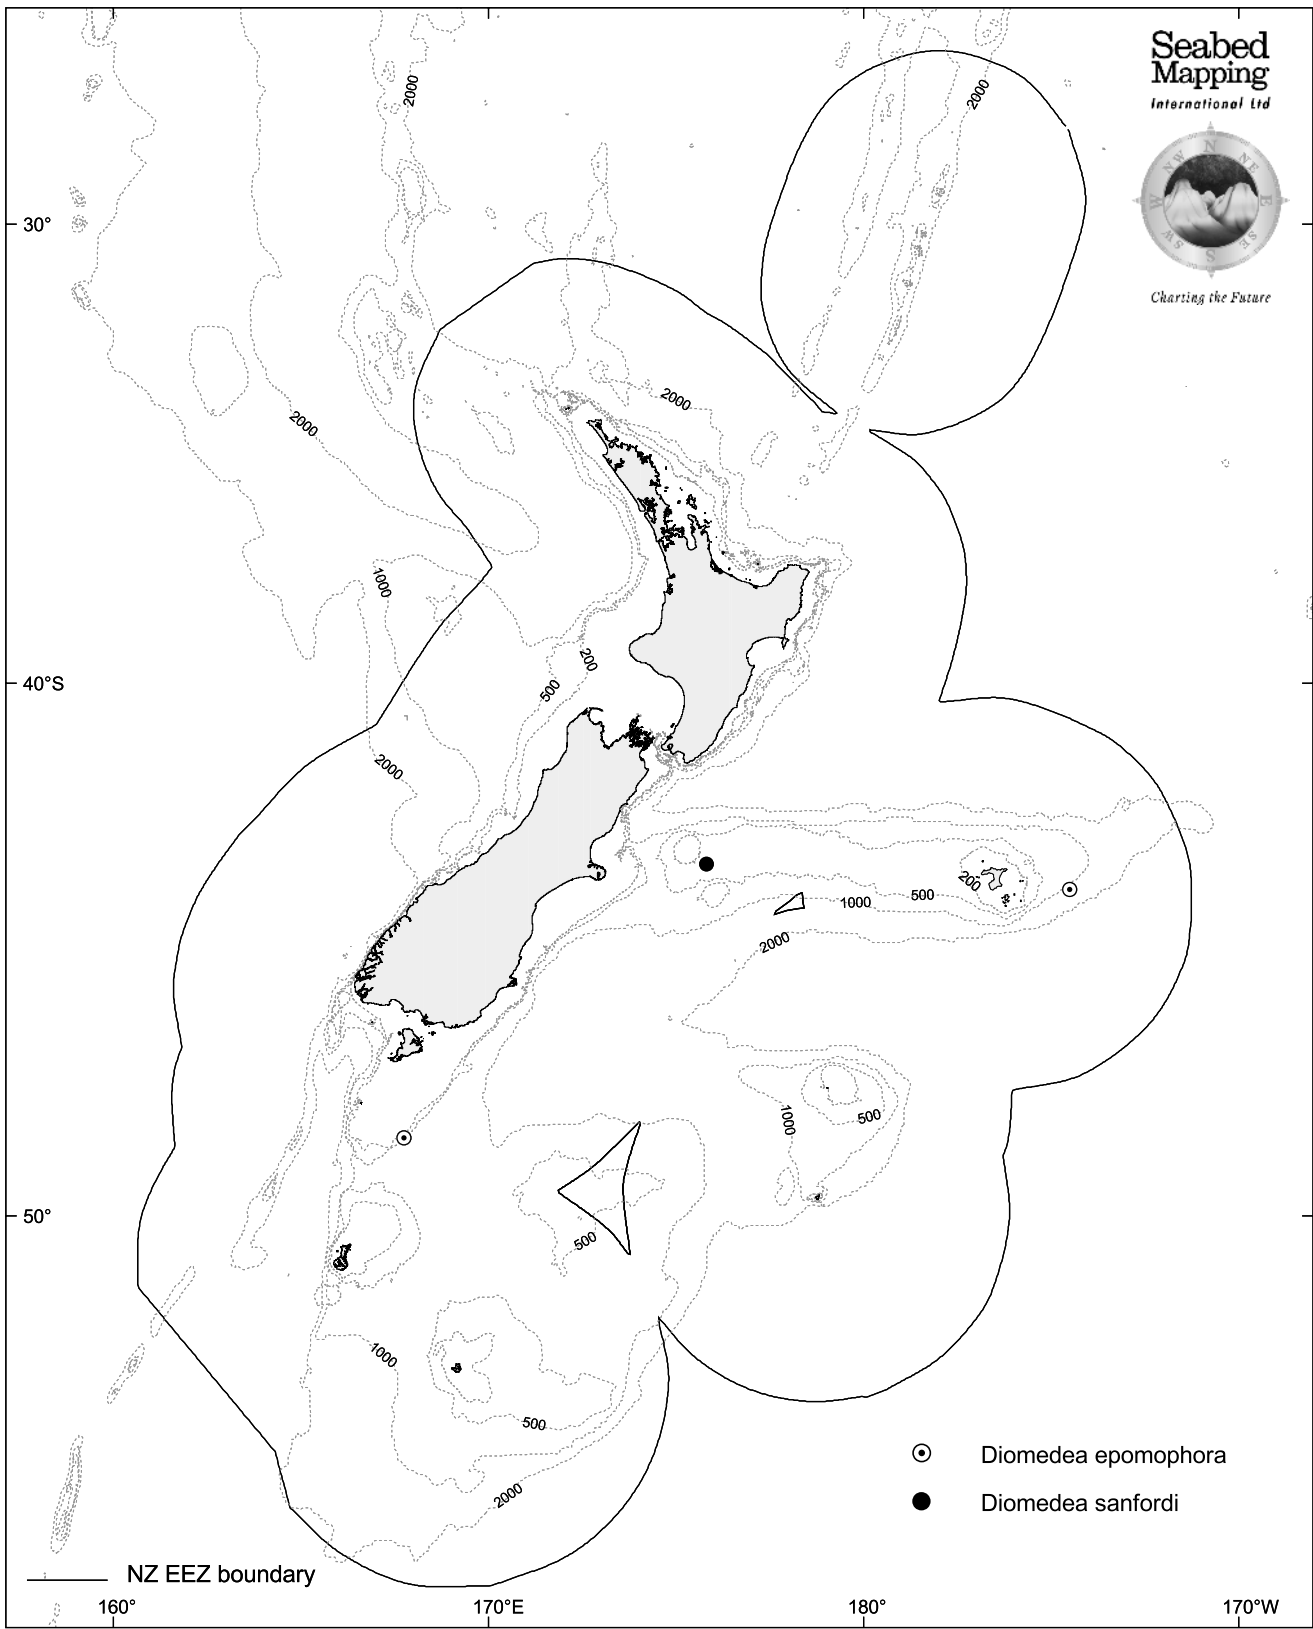 Seabed
Mapping
International Ltd
N
NE
E
SE
S
SW
W
NW
Charting the Future
2000
2000
30°
2000
2000
1000
200
500
40°S
2000
200
500
1000
2000
1000
500
50°
500
1000
500
2000
Diomedea epomophora
Diomedea sanfordi
NZ EEZ boundary
160°
170°E
180°
170°W